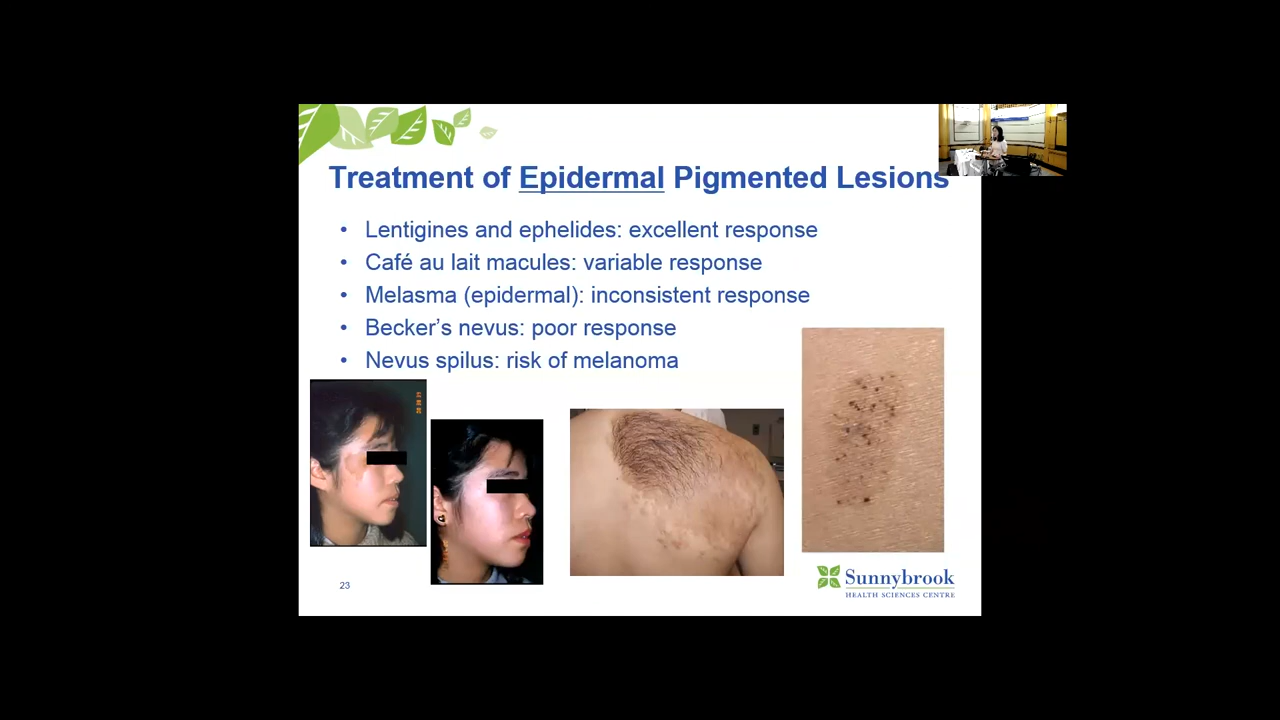 Treatment of Epidermal Pigmented Lesions
• Lentigines and ephelides: excellent response
• Café au lait macules: variable response
• Melasma (epidermal): inconsistent response
• Becker's nevus: poor response
• Nevus spilus: risk of melanoma
23
Sunnybrook
HEALTH SCIENCES CENTRE